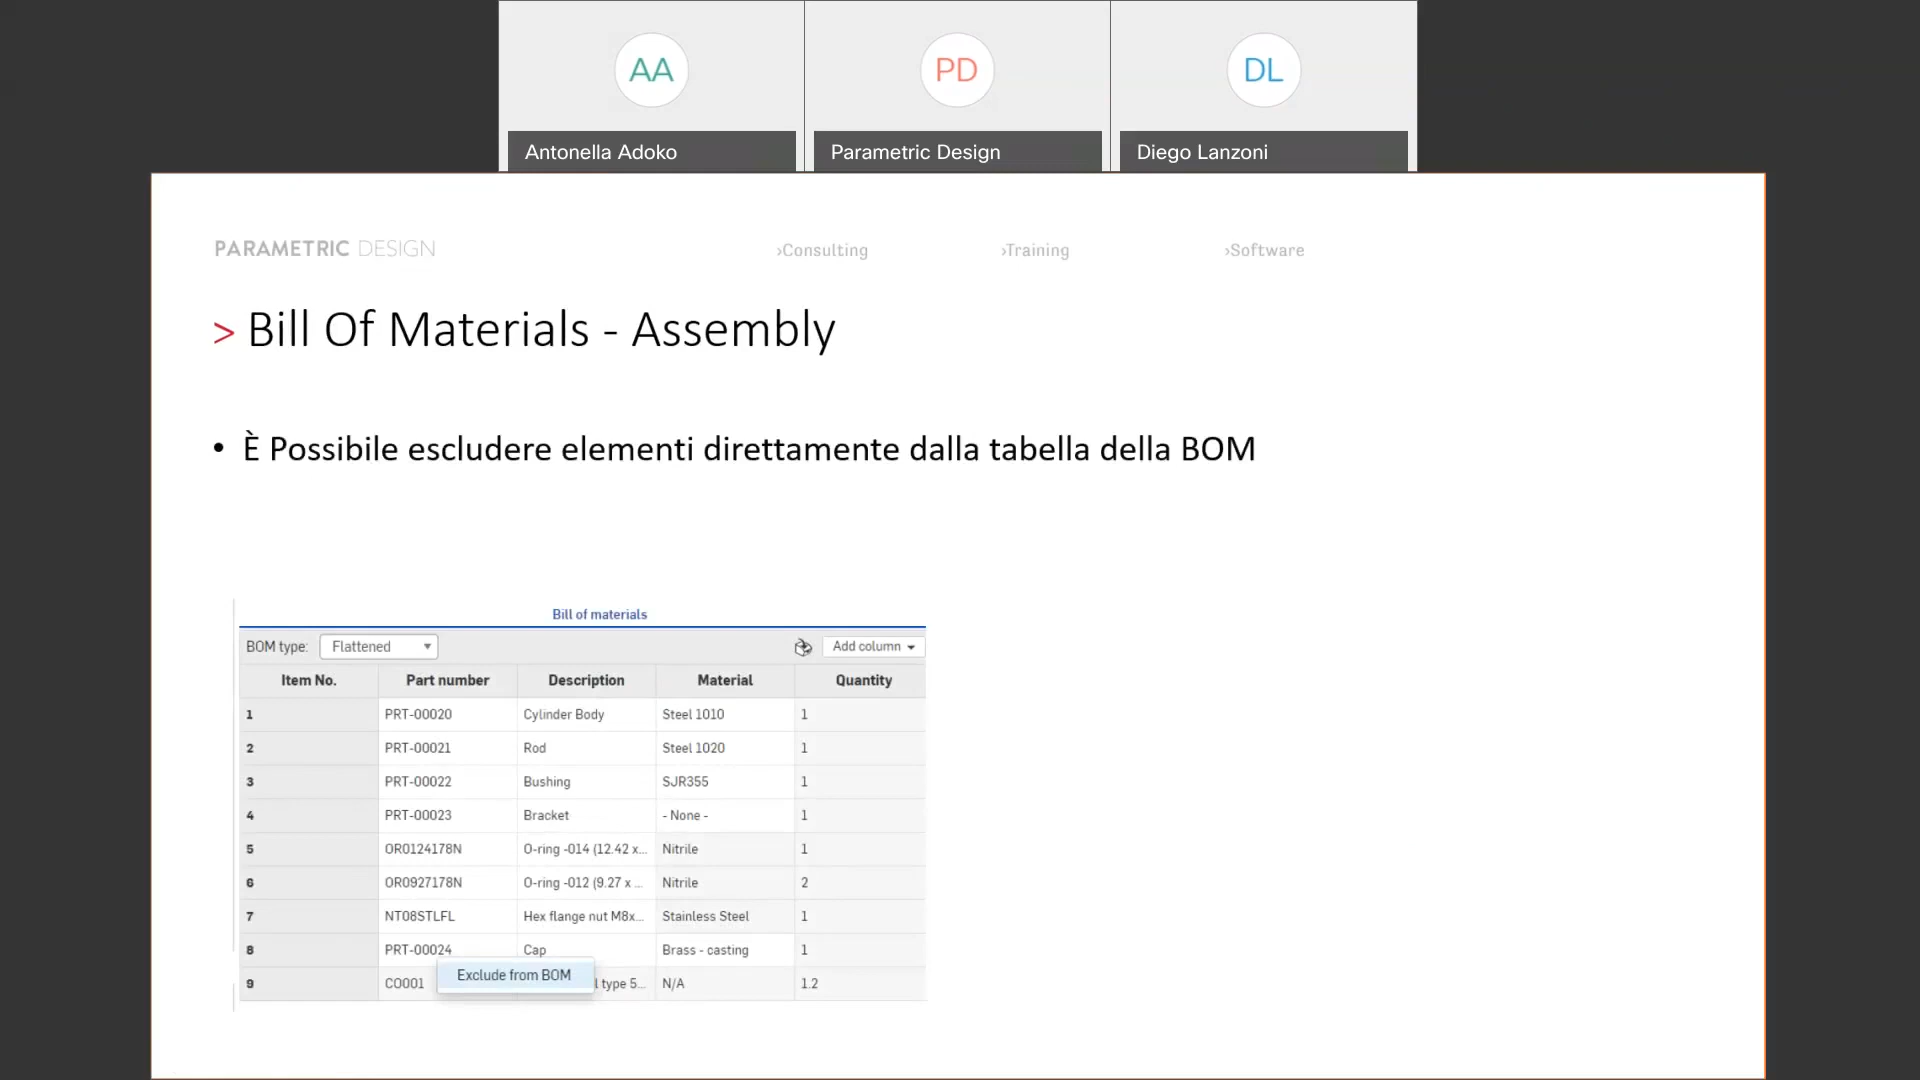 AA
PD
DL
Antonella Adoko
Parametric Design
Diego Lanzoni
PARAMETRIC DESIGN ›Consulting ›Training ›Software
> Bill Of Materials - Assembly
• È Possibile escludere elementi direttamente dalla tabella della BOM
Bill of materials
BOM type: Flattened Add column
Item No. Part number Description Material Quantity
1 PRT-00020 Cylinder Body Steel 1010 1
2 PRT-00021 Rod Steel 1020 1
3 PRT-00022 Bushing SJR355 1
4 PRT-00023 Bracket - None - 1
5 OR0124178N O-ring -014 (12.42 x... Nitrile 1
6 OR0927178N O-ring -012 (9.27 x ... Nitrile 2
7 NT08STLFL Hex flange nut M8x... Stainless Steel 1
8 PRT-00024 Cap Brass - casting 1
Exclude from BOM
9 CO001 l type 5... N/A 1.2